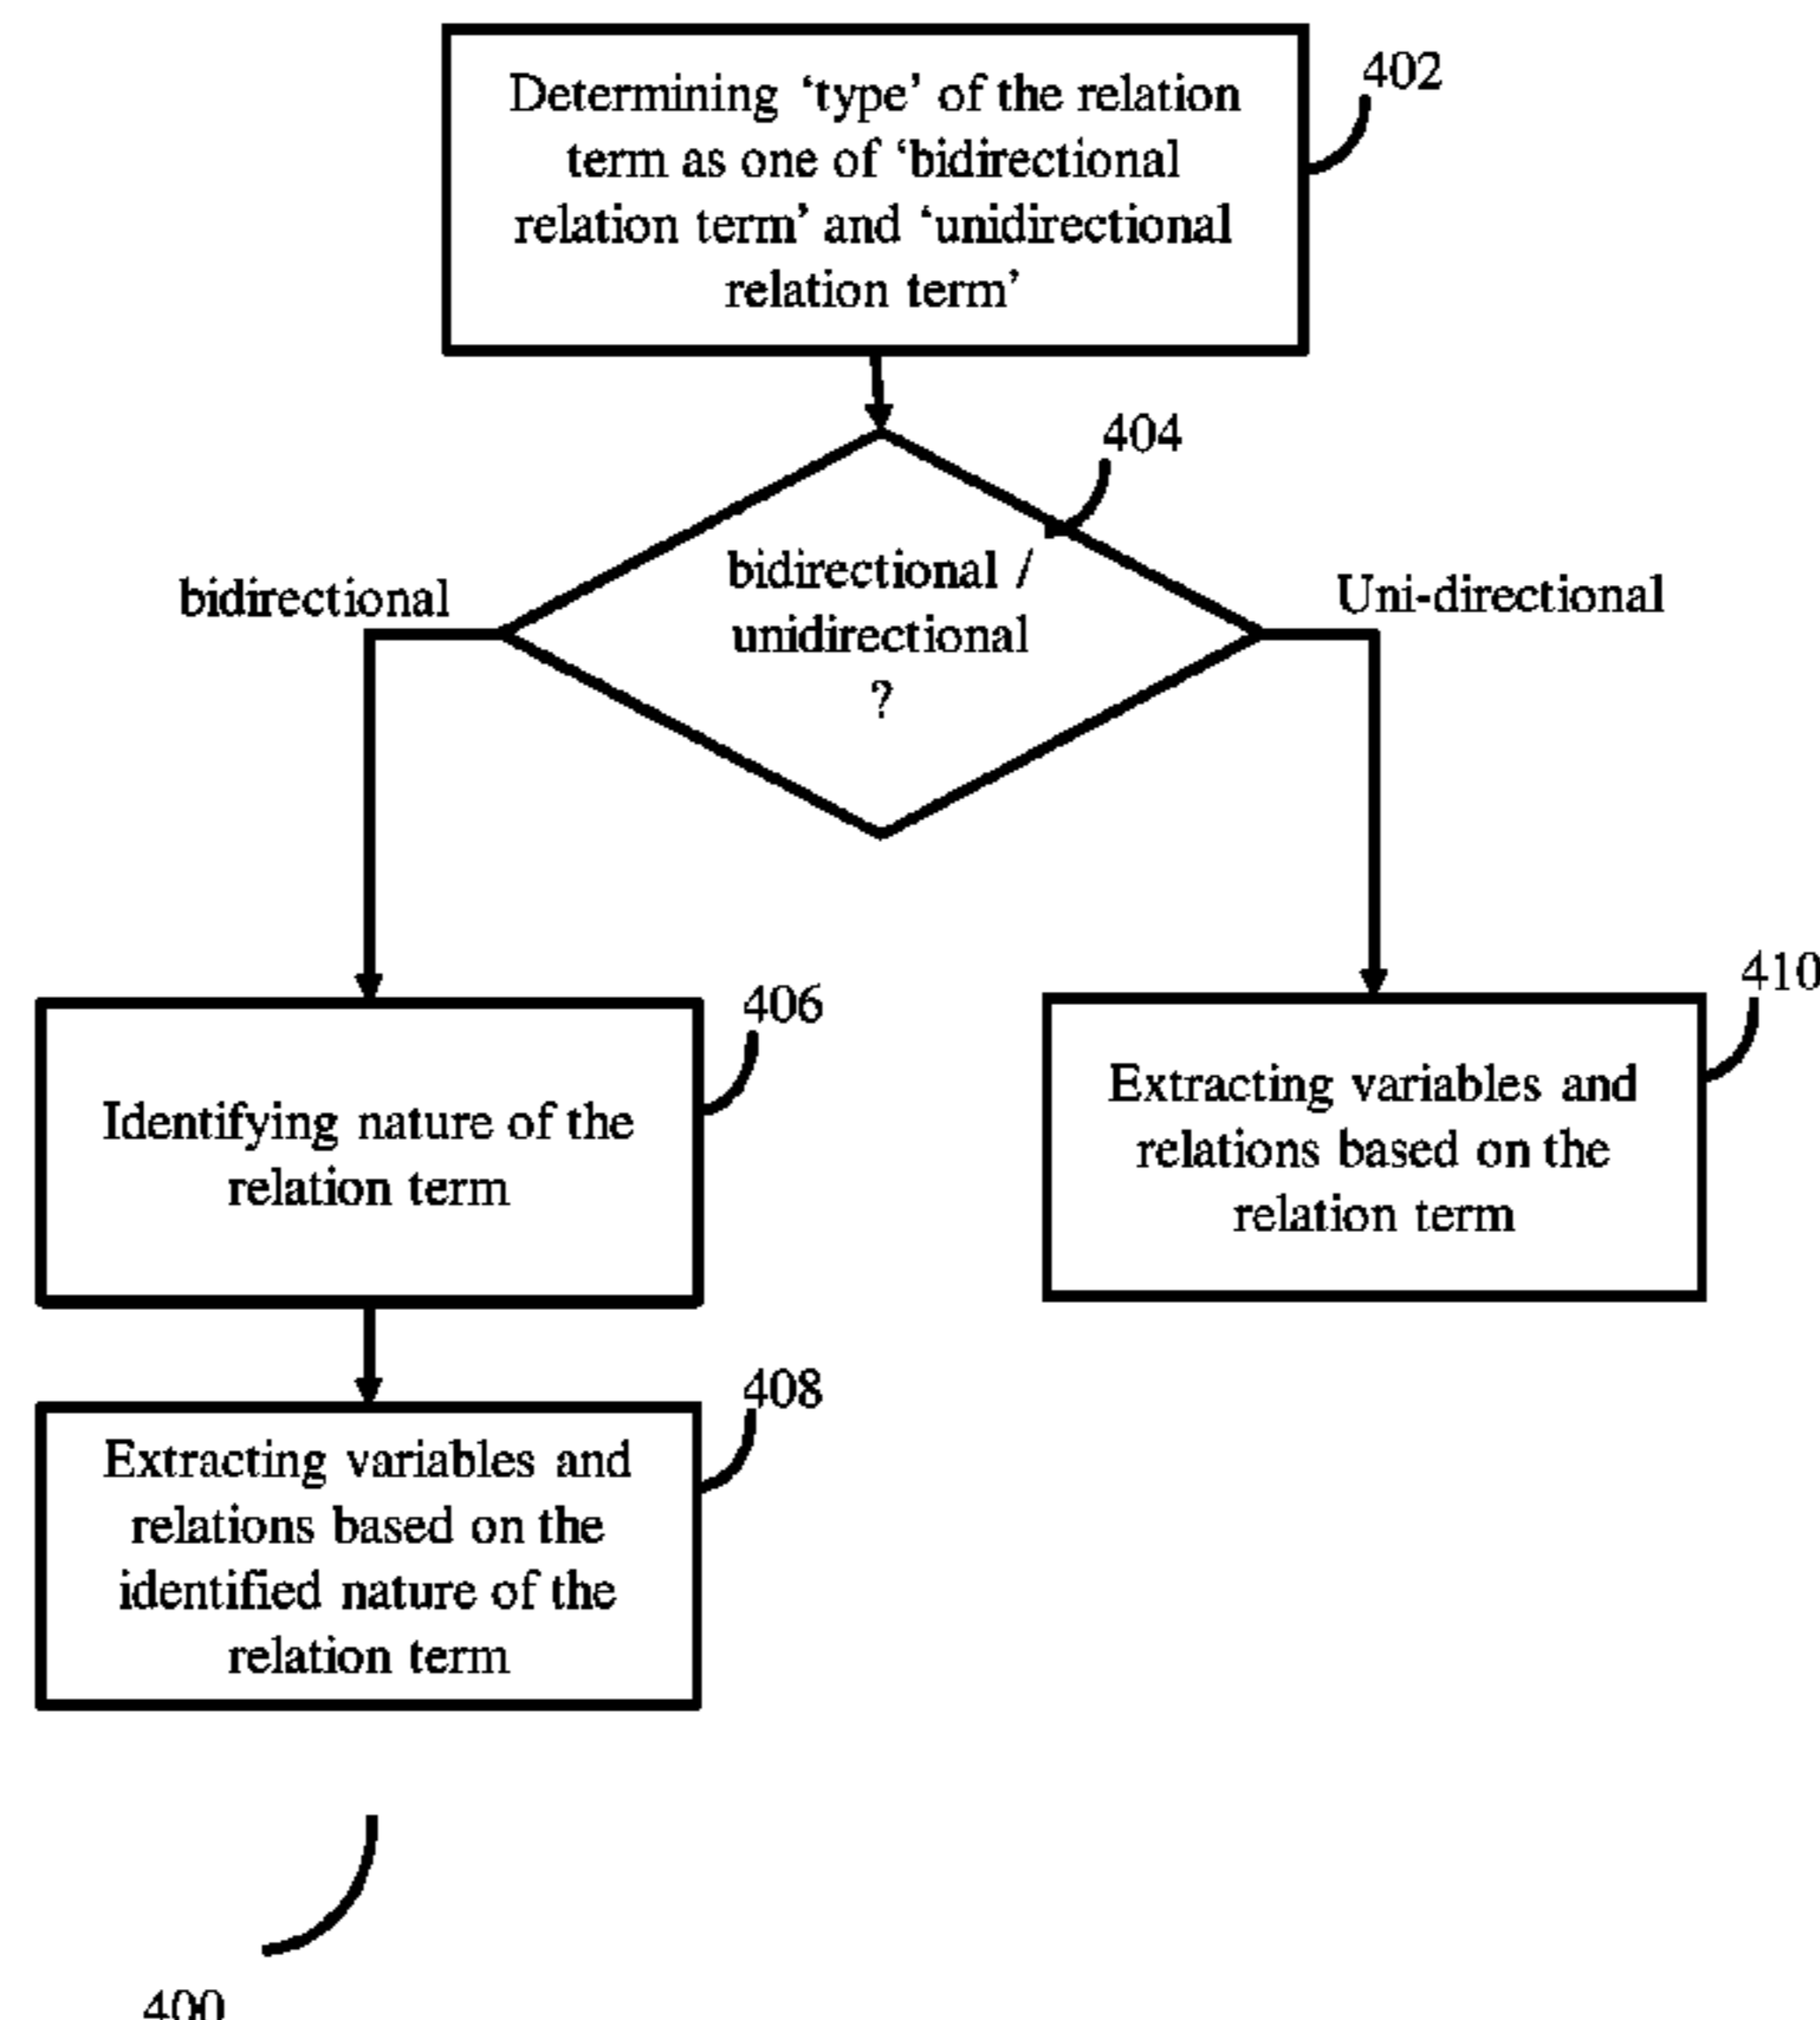 Determining ‘type’ of the relation
term as one of ‘bidirectional
relation term’ and ‘unidirectional
relation term’
402
404
bidirectional /
unidirectional
?
bidirectional
Uni-directional
406
Identifying nature of the
relation term
410
Extracting variables and
relations based on the
relation term
408
Extracting variables and
relations based on the
identified nature of the
relation term
400